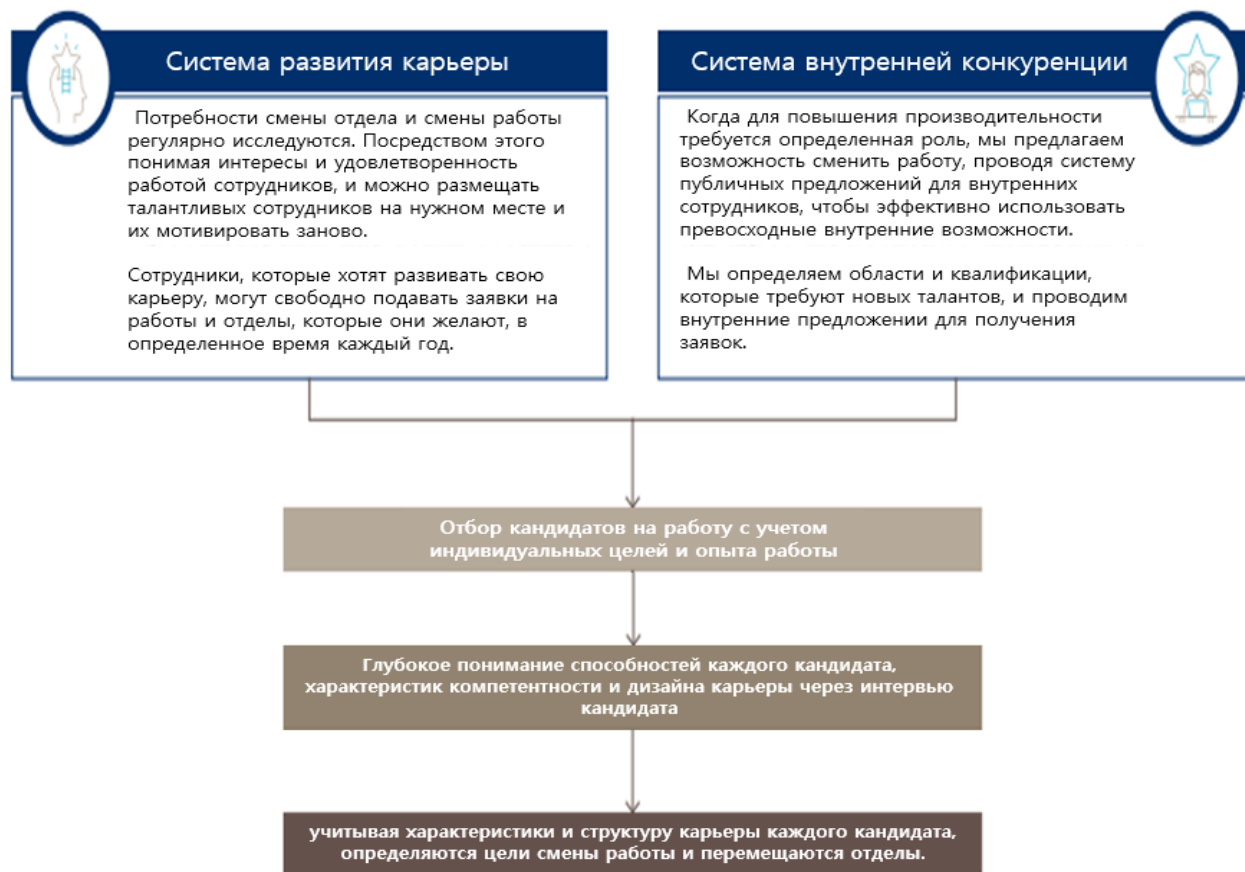 Система развития карьеры
Потребности смены отдела и смены работы
регулярно исследуются. Посредством этого
понимая интересы и удовлетворенность
работой сотрудников, и можно размещать
талантливых сотрудников на нужном месте и
их мотивировать заново.
Сотрудники, которые хотят развивать свою
карьеру, могут свободно подавать заявки на
работы и отделы, которые они желают, в
определенное время каждый год.
Система внутренней конкуренции
Когда для повышения производительности
требуется определенная роль, мы предлагаем
возможность сменить работу, проводя систему
публичных предложений для внутренних
сотрудников, чтобы эффективно использовать
превосходные внутренние возможности.
Мы определяем области и квалификации,
которые требуют новых талантов, и проводим
внутренние предложении для получения
заявок.
Отбор кандидатов на работу с учетом
индивидуальных целей и опыта работы
Глубокое понимание способностей каждого кандидата,
характеристик компетентности и дизайна карьеры через интервью
кандидата
учитывая характеристики и структуру карьеры каждого кандидата,
определяются цели смены работы и перемещаются отделы.